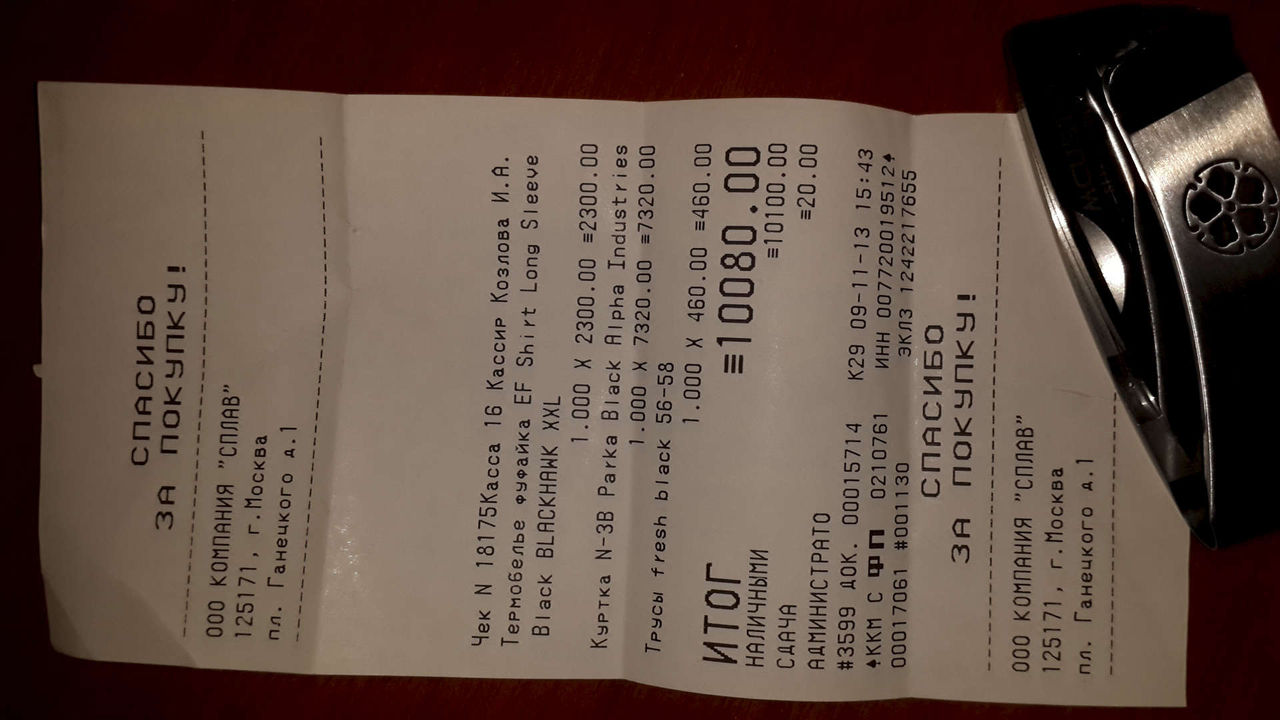 СПАСИБО
ЗА ПОКУПКУ!
ООО КОМПАНИЯ "СПЛАВ"
125171, г.Москва
пл. Ганецкого д.1
Чек N 18175Касса 16 Кассир Козлова И.А.
Термобелье фуфайка EF Shirt Long Sleeve
Black BLACKHAWK XXL
1.000 X 2300.00 ≡2300.00
Куртка N-3B Parka Black Alpha Industries
1.000 X 7320.00 ≡7320.00
Трусы fresh black 56-58
1.000 X 460.00 ≡460.00
ИТОГ ≡10080.00
НАЛИЧНЫМИ ≡10100.00
СДАЧА ≡20.00
АДМИНИСТРАТО
#3599 ДОК. 00015714 К29 09-11-13 15:43
♠ККМ С ФП 0210761 ИНН 007720019512♠
00017061 #001130 ЭКЛЗ 1242217655
СПАСИБО
ЗА ПОКУПКУ!
ООО КОМПАНИЯ "СПЛАВ"
125171, г.Москва
пл. Ганецкого д.1